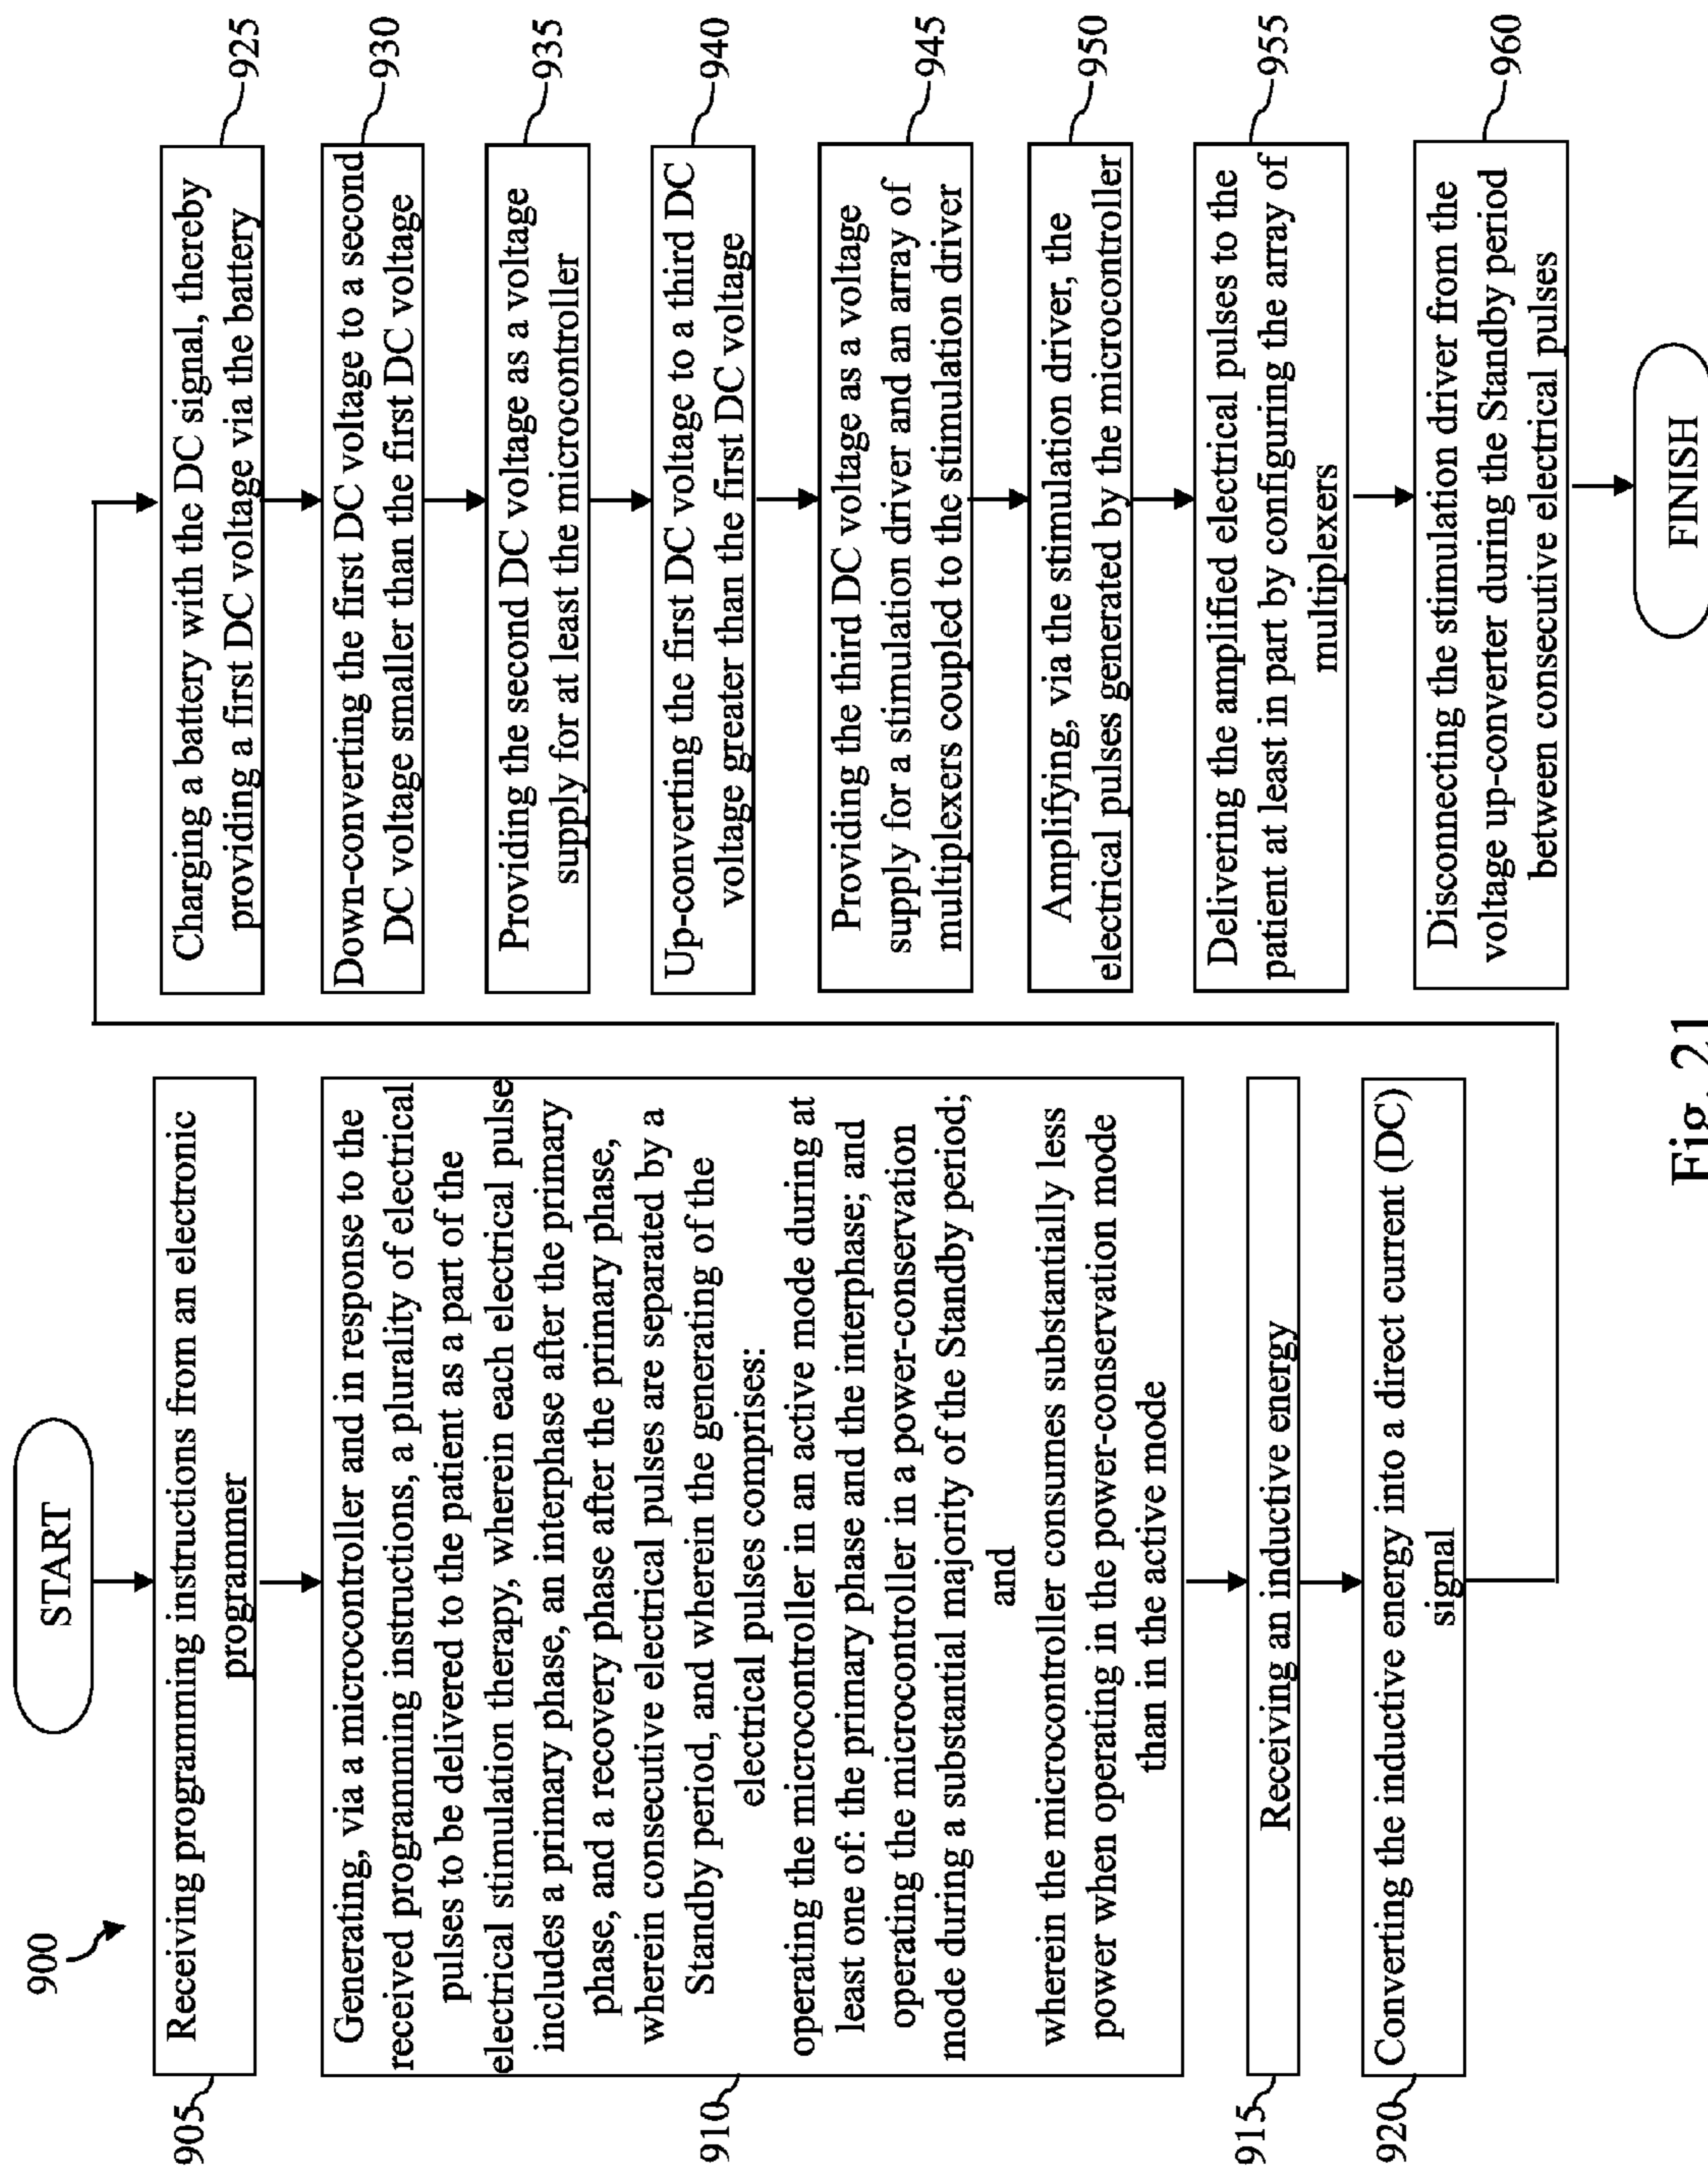 900
START
905
Receiving programming instructions from an electronic
programmer
910
Generating, via a microcontroller and in response to the
received programming instructions, a plurality of electrical
pulses to be delivered to the patient as a part of the
electrical stimulation therapy, wherein each electrical pulse
includes a primary phase, an interphase after the primary
phase, and a recovery phase after the primary phase,
wherein consecutive electrical pulses are separated by a
Standby period, and wherein the generating of the
electrical pulses comprises:
operating the microcontroller in an active mode during at
least one of: the primary phase and the interphase; and
operating the microcontroller in a power-conservation
mode during a substantial majority of the Standby period;
and
wherein the microcontroller consumes substantially less
power when operating in the power-conservation mode
than in the active mode
915
Receiving an inductive energy
920
Converting the inductive energy into a direct current (DC)
signal
Charging a battery with the DC signal, thereby
providing a first DC voltage via the battery
925
Down-converting the first DC voltage to a second
DC voltage smaller than the first DC voltage
930
Providing the second DC voltage as a voltage
supply for at least the microcontroller
935
Up-converting the first DC voltage to a third DC
voltage greater than the first DC voltage
940
Providing the third DC voltage as a voltage
supply for a stimulation driver and an array of
multiplexers coupled to the stimulation driver
945
Amplifying, via the stimulation driver, the
electrical pulses generated by the microcontroller
950
Delivering the amplified electrical pulses to the
patient at least in part by configuring the array of
multiplexers
955
Disconnecting the stimulation driver from the
voltage up-converter during the Standby period
between consecutive electrical pulses
960
FINISH
Fig. 21